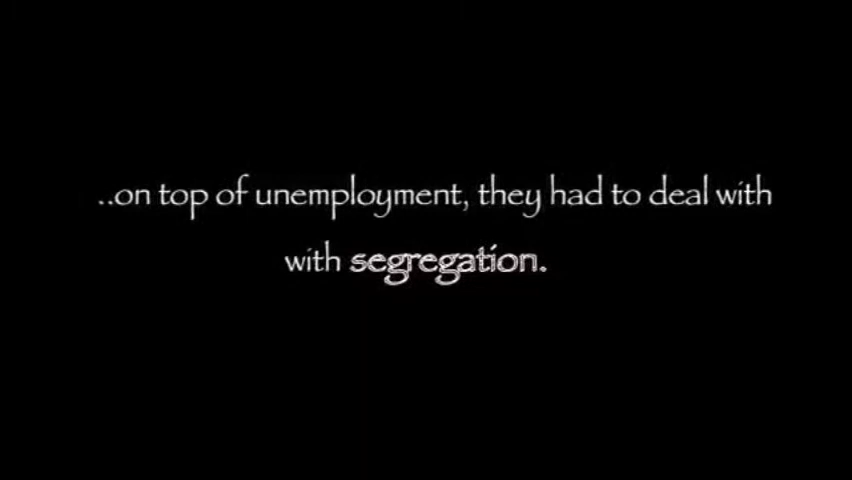 ..on top of unemployment, they had to deal with
with segregation.